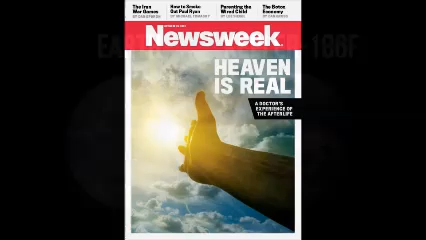 The Iran
War Games
How to Smoke
Out Paul Ryan
Parenting the
Wired Child
The Botox
Economy
Newsweek
HEAVEN
IS REAL
A DOCTOR'S
EXPERIENCE OF
THE AFTERLIFE